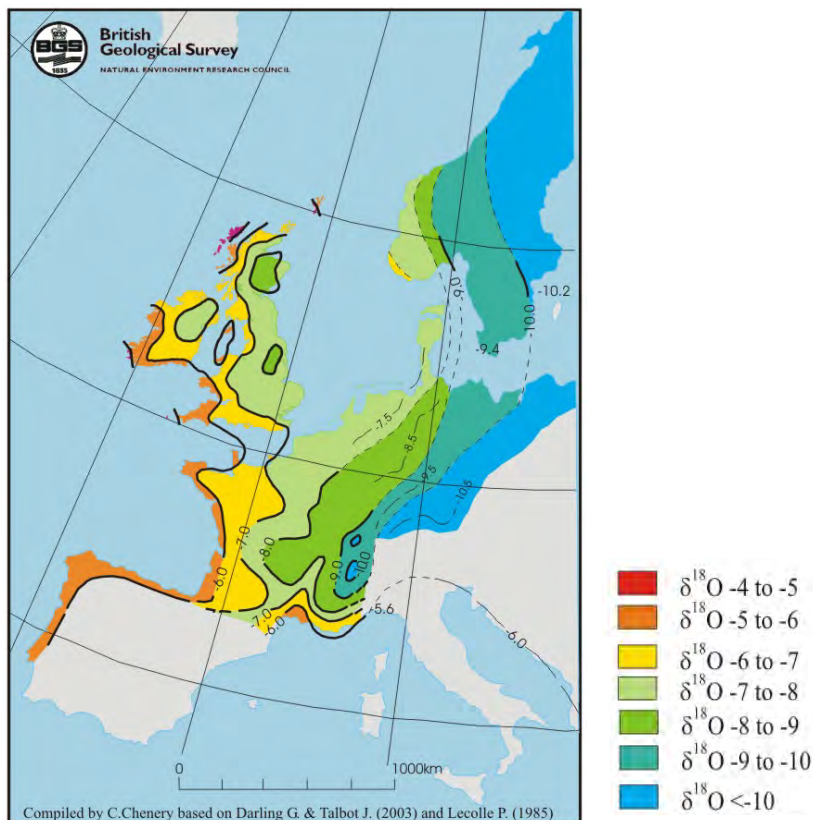 British
Geological Survey
NATURAL ENVIRONMENT RESEARCH COUNCIL
BGS
1835
-10.2
-9.0
-10.0
-9.4
-7.5
-8.5
-9.5
-10.5
-7.0
-8.0
-6.0
-9.0
-10.0
-5.6
-7.0
-6.0
-6.0
0 1000km
Compiled by C.Chenery based on Darling G. & Talbot J. (2003) and Lecolle P. (1985)
δ¹⁸O -4 to -5
δ¹⁸O -5 to -6
δ¹⁸O -6 to -7
δ¹⁸O -7 to -8
δ¹⁸O -8 to -9
δ¹⁸O -9 to -10
δ¹⁸O <-10